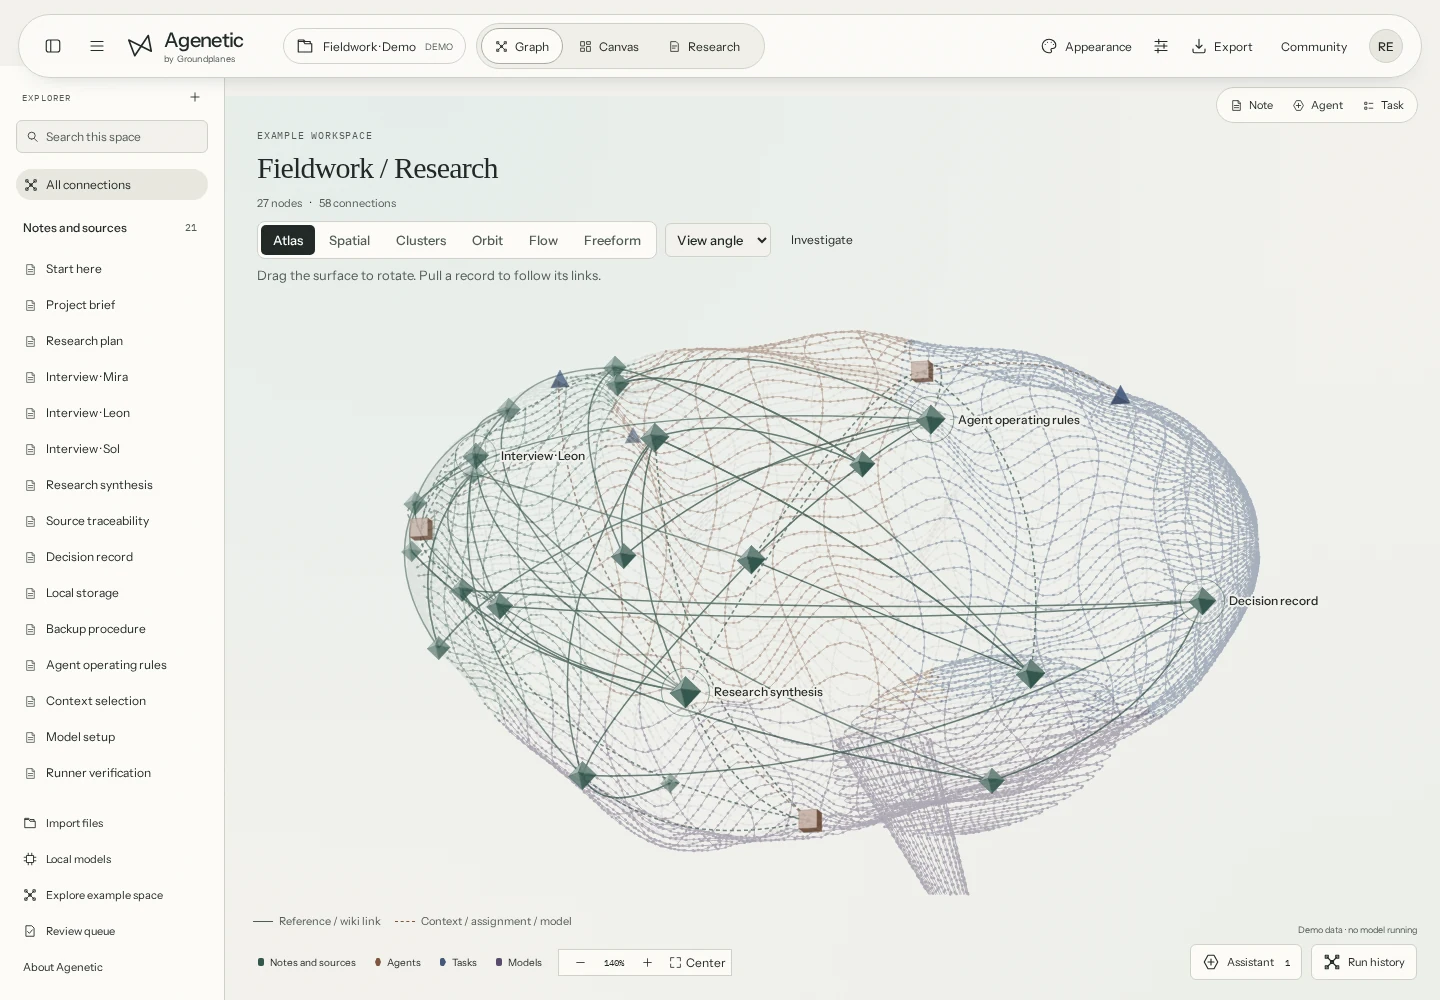 Agenetic
by Groundplanes
Fieldwork · Demo DEMO
Graph
Canvas
Research
Appearance
Export
Community
RE
EXPLORER
Search this space
All connections
Notes and sources 21
Start here
Project brief
Research plan
Interview · Mira
Interview · Leon
Interview · Sol
Research synthesis
Source traceability
Decision record
Local storage
Backup procedure
Agent operating rules
Context selection
Model setup
Runner verification
Import files
Local models
Explore example space
Review queue
About Agenetic
Note
Agent
Task
EXAMPLE WORKSPACE
Fieldwork / Research
27 nodes · 58 connections
Atlas
Spatial
Clusters
Orbit
Flow
Freeform
View angle
Investigate
Drag the surface to rotate. Pull a record to follow its links.
Agent operating rules
Interview · Leon
Decision record
Research synthesis
Reference / wiki link
Context / assignment / model
Notes and sources
Agents
Tasks
Models
140%
Center
Demo data · no model running
Assistant 1
Run history